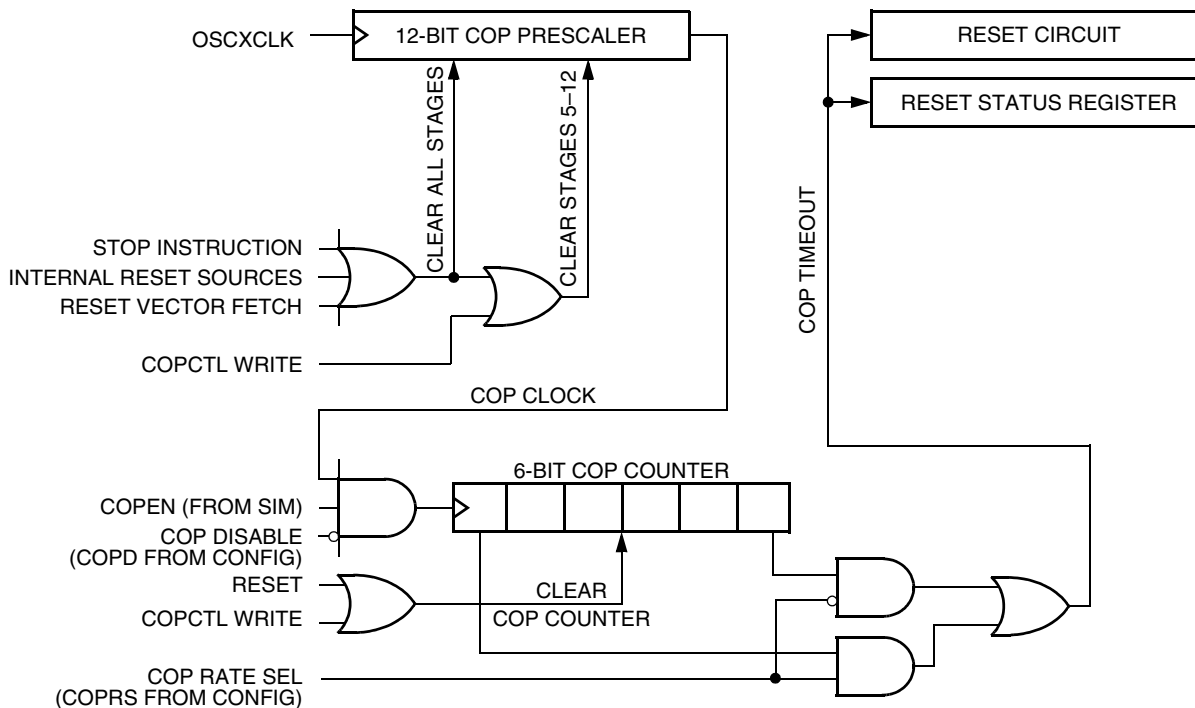 OSCXCLK
12-BIT COP PRESCALER
RESET CIRCUIT
RESET STATUS REGISTER
CLEAR ALL STAGES
CLEAR STAGES 5–12
COP TIMEOUT
STOP INSTRUCTION
INTERNAL RESET SOURCES
RESET VECTOR FETCH
COPCTL WRITE
COP CLOCK
6-BIT COP COUNTER
COPEN (FROM SIM)
COP DISABLE
(COPD FROM CONFIG)
RESET
COPCTL WRITE
CLEAR
COP COUNTER
COP RATE SEL
(COPRS FROM CONFIG)